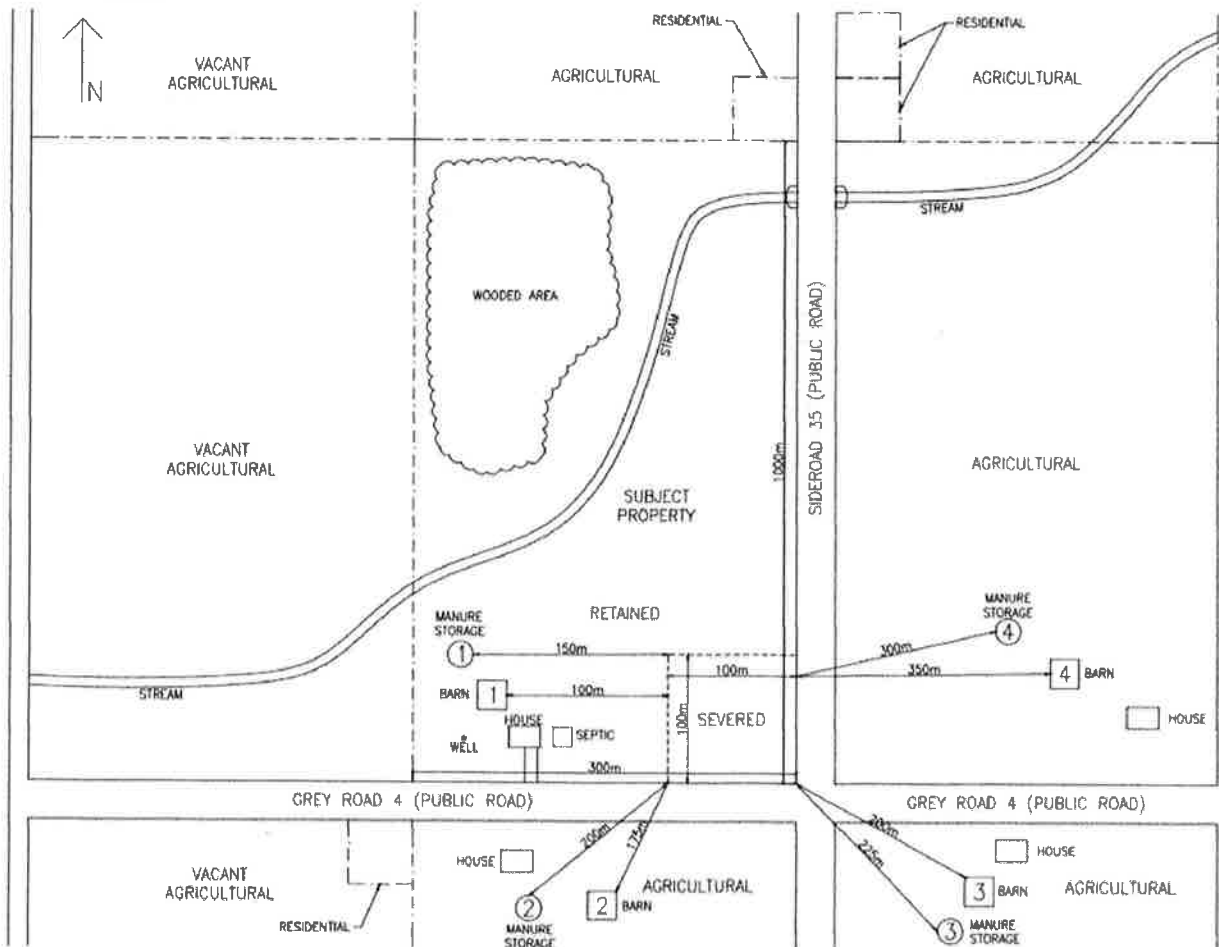 RESIDENTIAL
RESIDENTIAL
N
VACANT
AGRICULTURAL
AGRICULTURAL
AGRICULTURAL
STREAM
WOODED AREA
STREAM
SIDEROAD 35 (PUBLIC ROAD)
1000m
VACANT
AGRICULTURAL
AGRICULTURAL
SUBJECT
PROPERTY
RETAINED
MANURE
STORAGE
1
150m
MANURE
STORAGE
4
300m
100m
350m
4
BARN
STREAM
BARN
1
100m
100m
SEVERED
HOUSE
HOUSE
SEPTIC
WELL
300m
GREY ROAD 4 (PUBLIC ROAD)
GREY ROAD 4 (PUBLIC ROAD)
200m
175m
200m
225m
HOUSE
HOUSE
VACANT
AGRICULTURAL
AGRICULTURAL
AGRICULTURAL
2
BARN
3
BARN
2
MANURE
STORAGE
3
MANURE
STORAGE
RESIDENTIAL